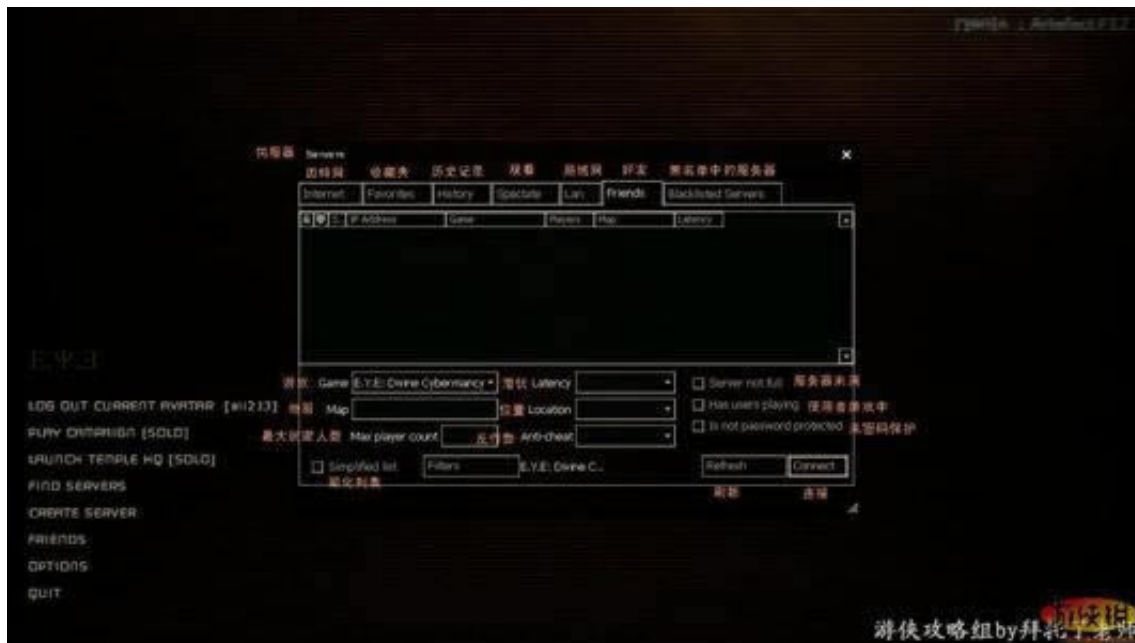 伺服器 Servers
因特网 收藏夹 历史记录 观看 局域网 好友 黑名单中的服务器
Internet Favorites History Spectate Lan Friends Blacklisted Servers
IP Address Game Players Map Latency
E.Y.E
Game E.Y.E: Divine Cybermancy 潜伏 Latency Server not full 服务器未满
地图 Map 位置 Location Has users playing 使用者游戏中
最大玩家人数 Max player count 反作弊 Anti-cheat Is not password protected 未密码保护
Simplified list Filters E.Y.E: Divine C... Refresh Connect
简化列表 刷新 连接
LOG OUT CURRENT AVATAR [all233]
PLAY CAMPAIGN [SOLO]
LAUNCH TEMPLE HQ [SOLO]
FIND SERVERS
CREATE SERVER
FRIENDS
OPTIONS
QUIT
游侠攻略组by拜托了老师